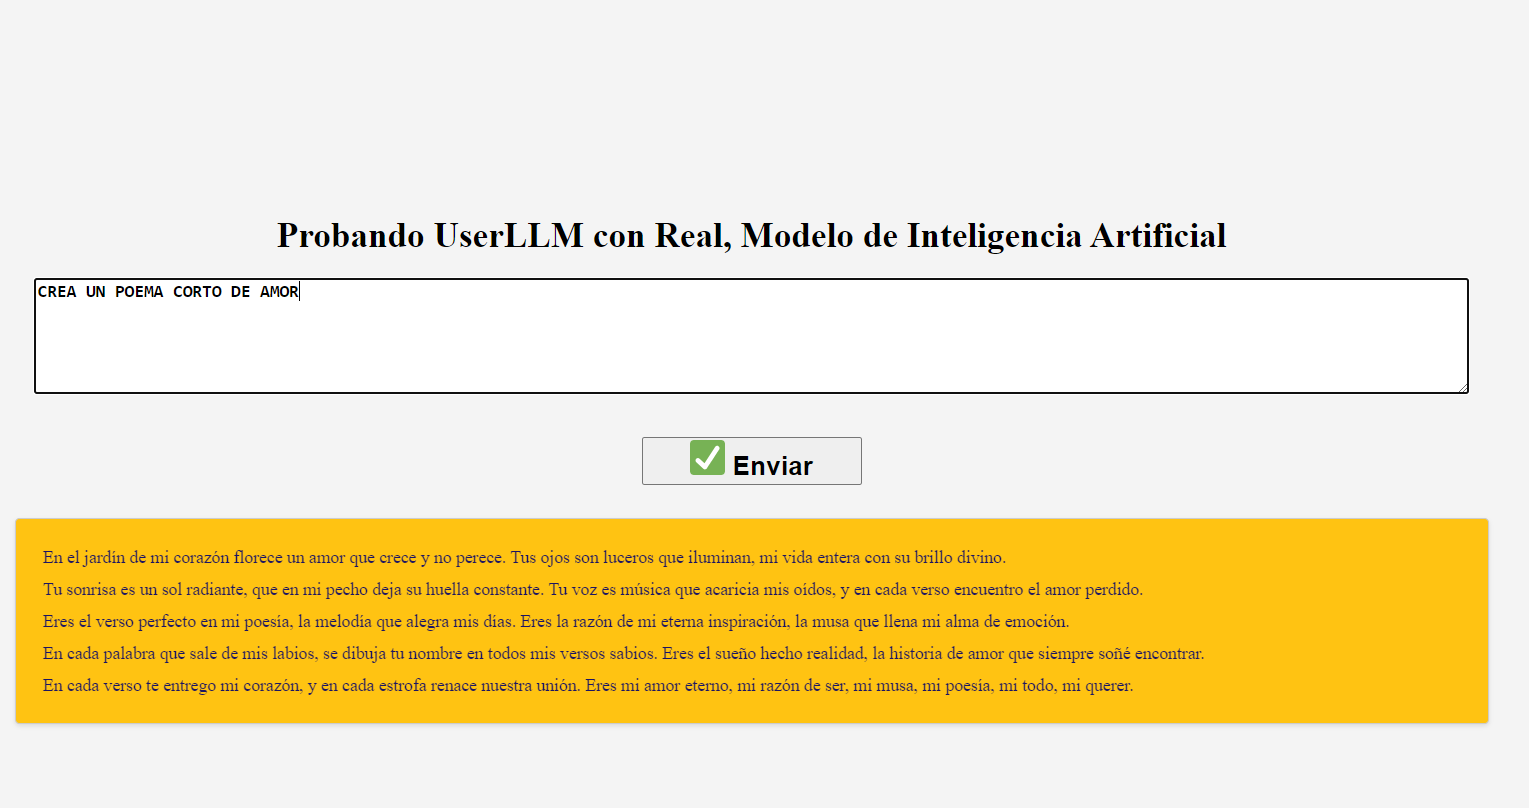 Probando UserLLM con Real, Modelo de Inteligencia Artificial
CREA UN POEMA CORTO DE AMOR
Enviar
En el jardín de mi corazón florece un amor que crece y no perece. Tus ojos son luceros que iluminan, mi vida entera con su brillo divino.
Tu sonrisa es un sol radiante, que en mi pecho deja su huella constante. Tu voz es música que acaricia mis oídos, y en cada verso encuentro el amor perdido.
Eres el verso perfecto en mi poesía, la melodía que alegra mis días. Eres la razón de mi eterna inspiración, la musa que llena mi alma de emoción.
En cada palabra que sale de mis labios, se dibuja tu nombre en todos mis versos sabios. Eres el sueño hecho realidad, la historia de amor que siempre soñé encontrar.
En cada verso te entrego mi corazón, y en cada estrofa renace nuestra unión. Eres mi amor eterno, mi razón de ser, mi musa, mi poesía, mi todo, mi querer.